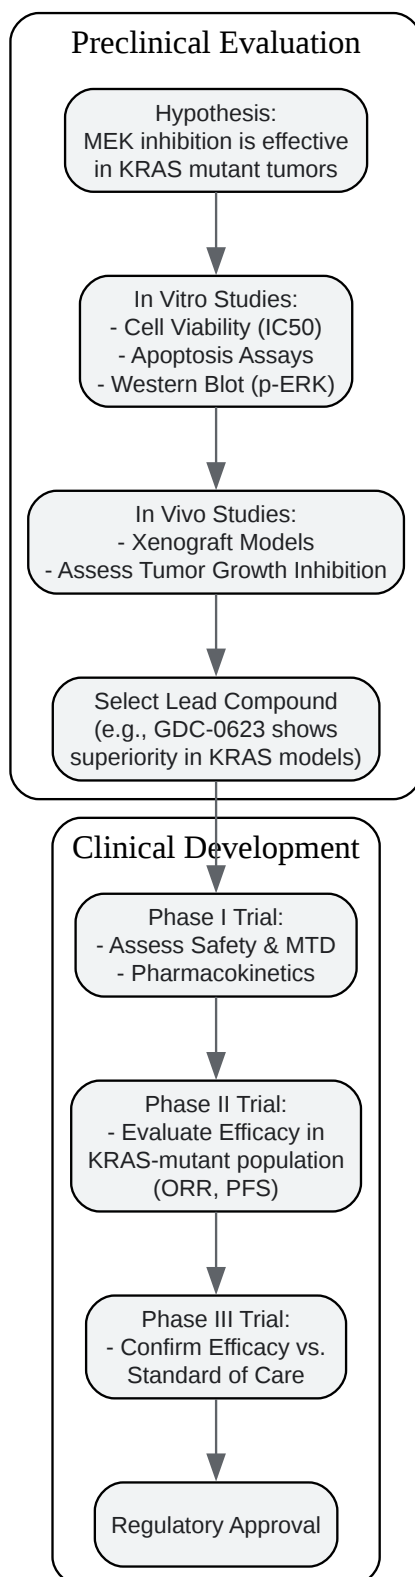 Preclinical Evaluation
Hypothesis:
MEK inhibition is effective
in KRAS mutant tumors
In Vitro Studies:
- Cell Viability (IC50)
- Apoptosis Assays
- Western Blot (p-ERK)
In Vivo Studies:
- Xenograft Models
- Assess Tumor Growth Inhibition
Select Lead Compound
(e.g., GDC-0623 shows
superiority in KRAS models)
Clinical Development
Phase I Trial:
- Assess Safety & MTD
- Pharmacokinetics
Phase II Trial:
- Evaluate Efficacy in
KRAS-mutant population
(ORR, PFS)
Phase III Trial:
- Confirm Efficacy vs.
Standard of Care
Regulatory Approval